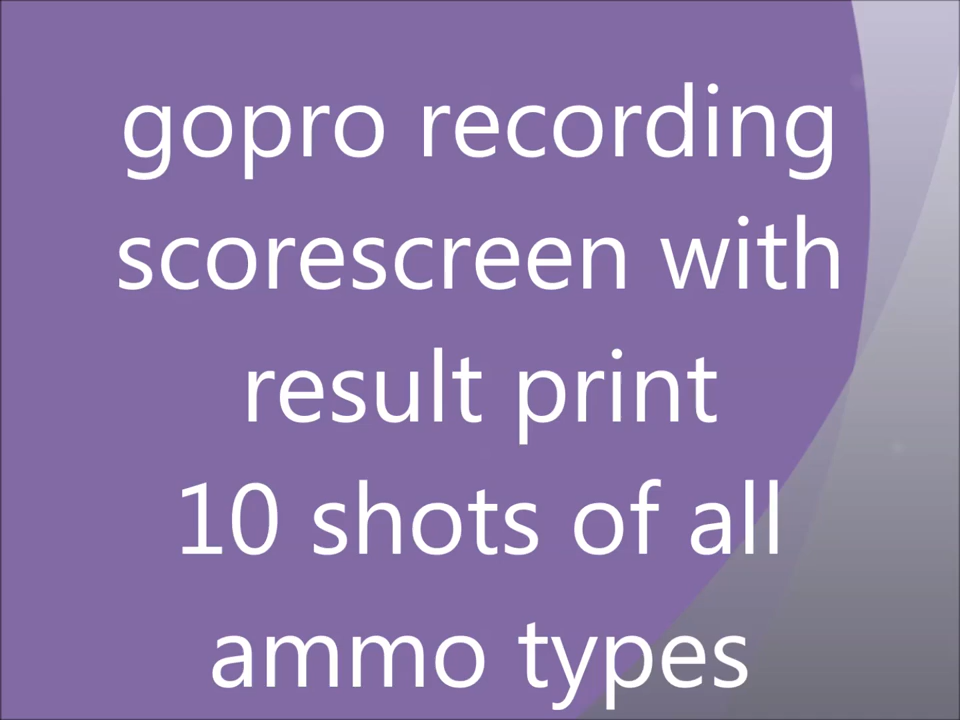 gopro recording
scorescreen with
result print
10 shots of all
ammo types